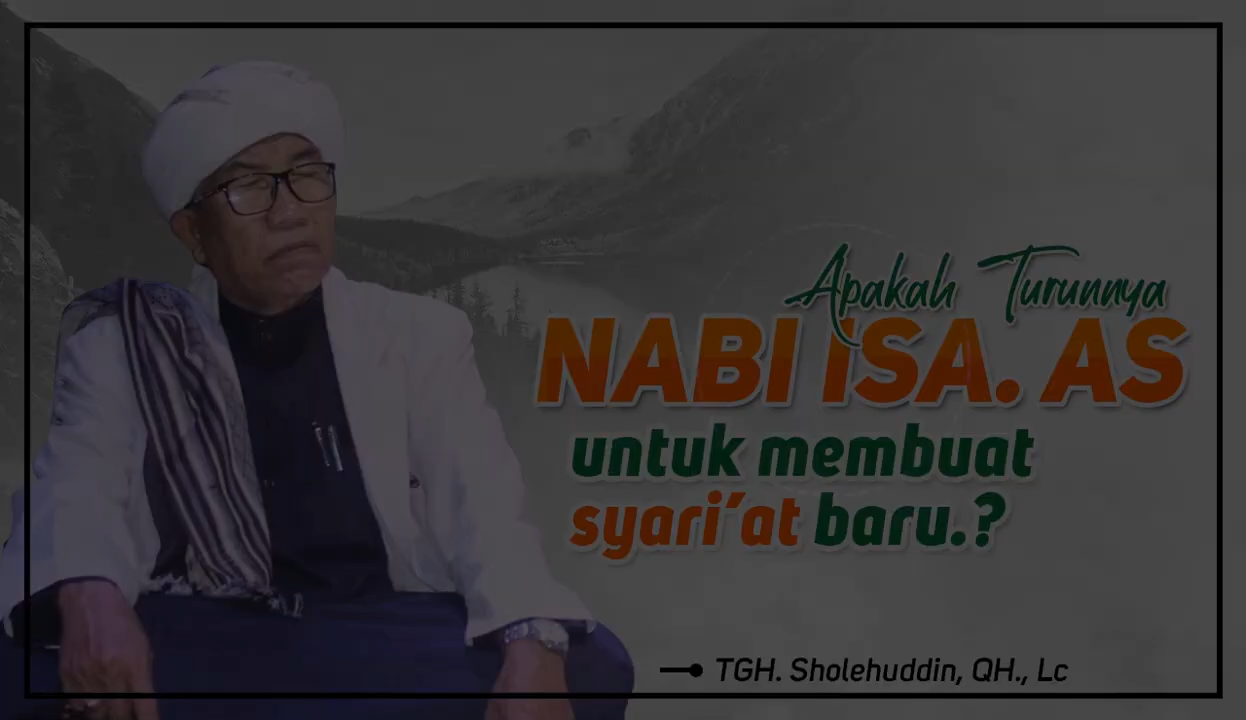 Apakah Turunnya
NABI ISA. AS
untuk membuat
syari'at baru.?
TGH. Sholehuddin, QH., Lc